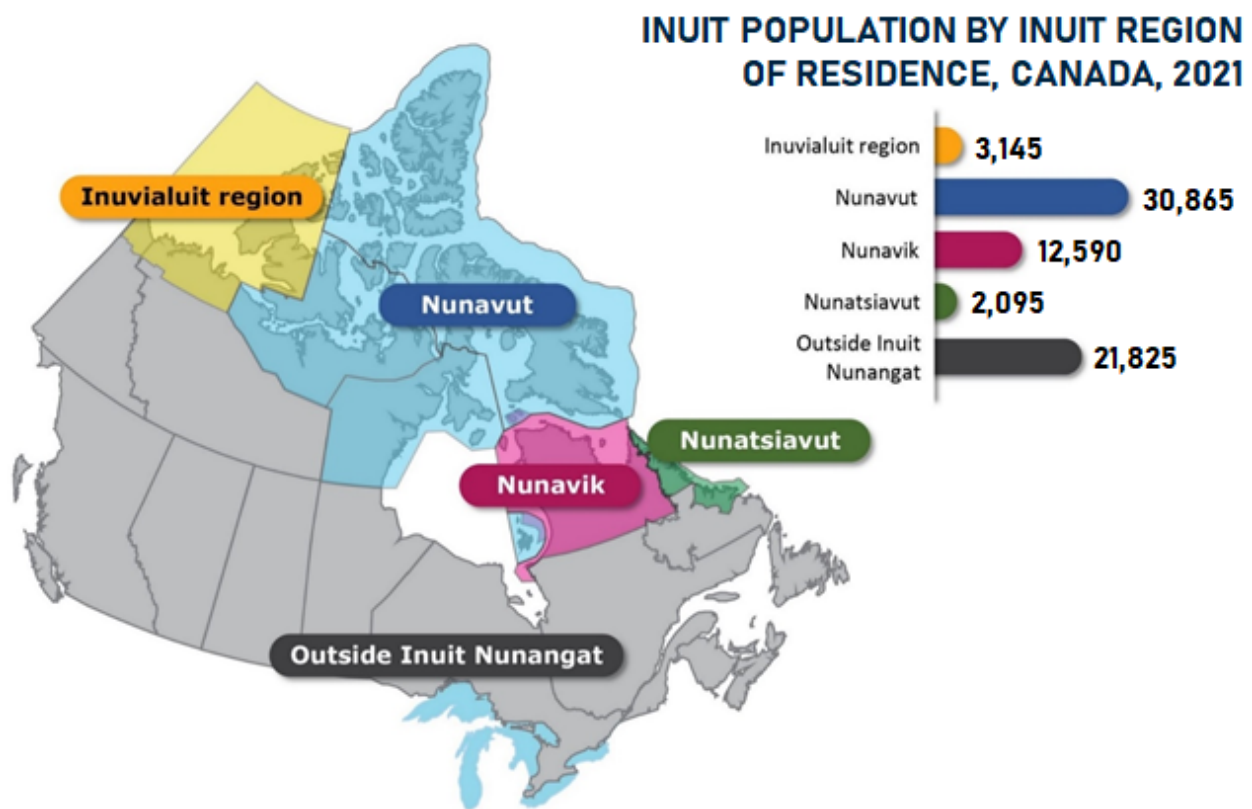 INUIT POPULATION BY INUIT REGION
OF RESIDENCE, CANADA, 2021
Inuvialuit region 3,145
Nunavut 30,865
Nunavik 12,590
Nunatsiavut 2,095
Outside Inuit
Nunangat 21,825
Inuvialuit region
Nunavut
Nunatsiavut
Nunavik
Outside Inuit Nunangat